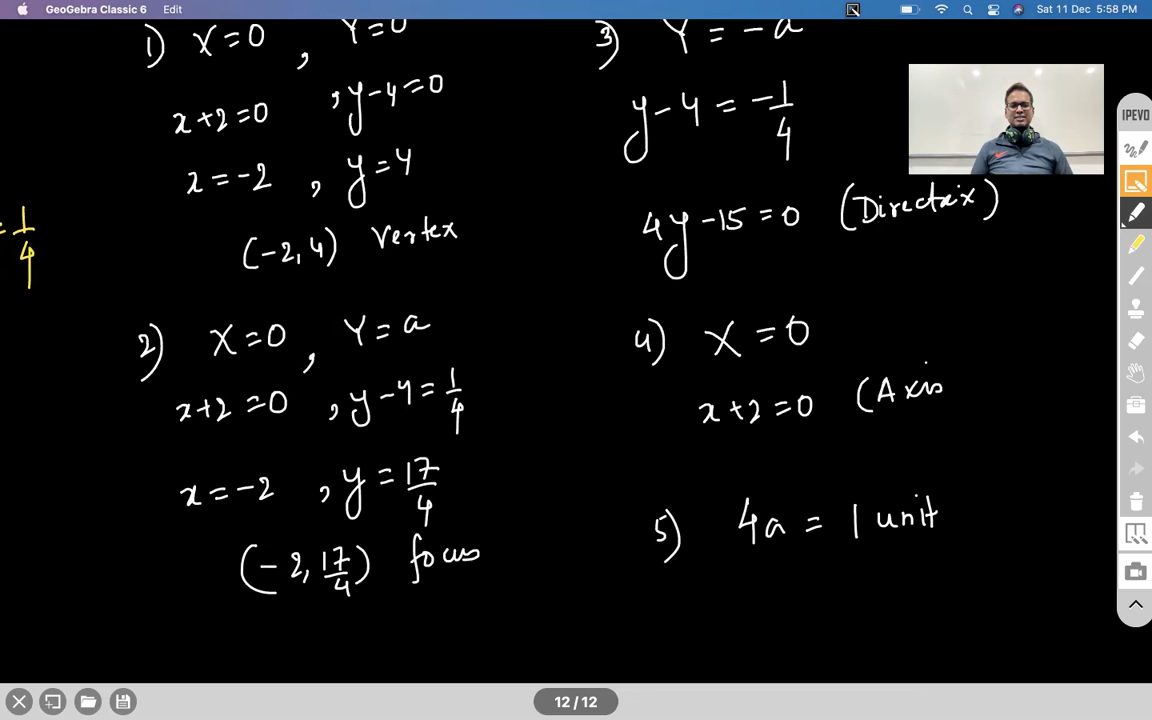 GeoGebra Classic 6 Edit Sat 11 Dec 5:58 PM
= 1/4
1) X = 0 , Y = 0
x + 2 = 0 , y - 4 = 0
x = -2 , y = 4
(-2, 4) Vertex
2) X = 0 , Y = a
x + 2 = 0 , y - 4 = 1/4
x = -2 , y = 17/4
(-2, 17/4) focus
3) Y = -a
y - 4 = -1/4
4y - 15 = 0 (Directrix)
4) X = 0
x + 2 = 0 (Axis
5) 4a = 1 unit
IPEVO
12 / 12